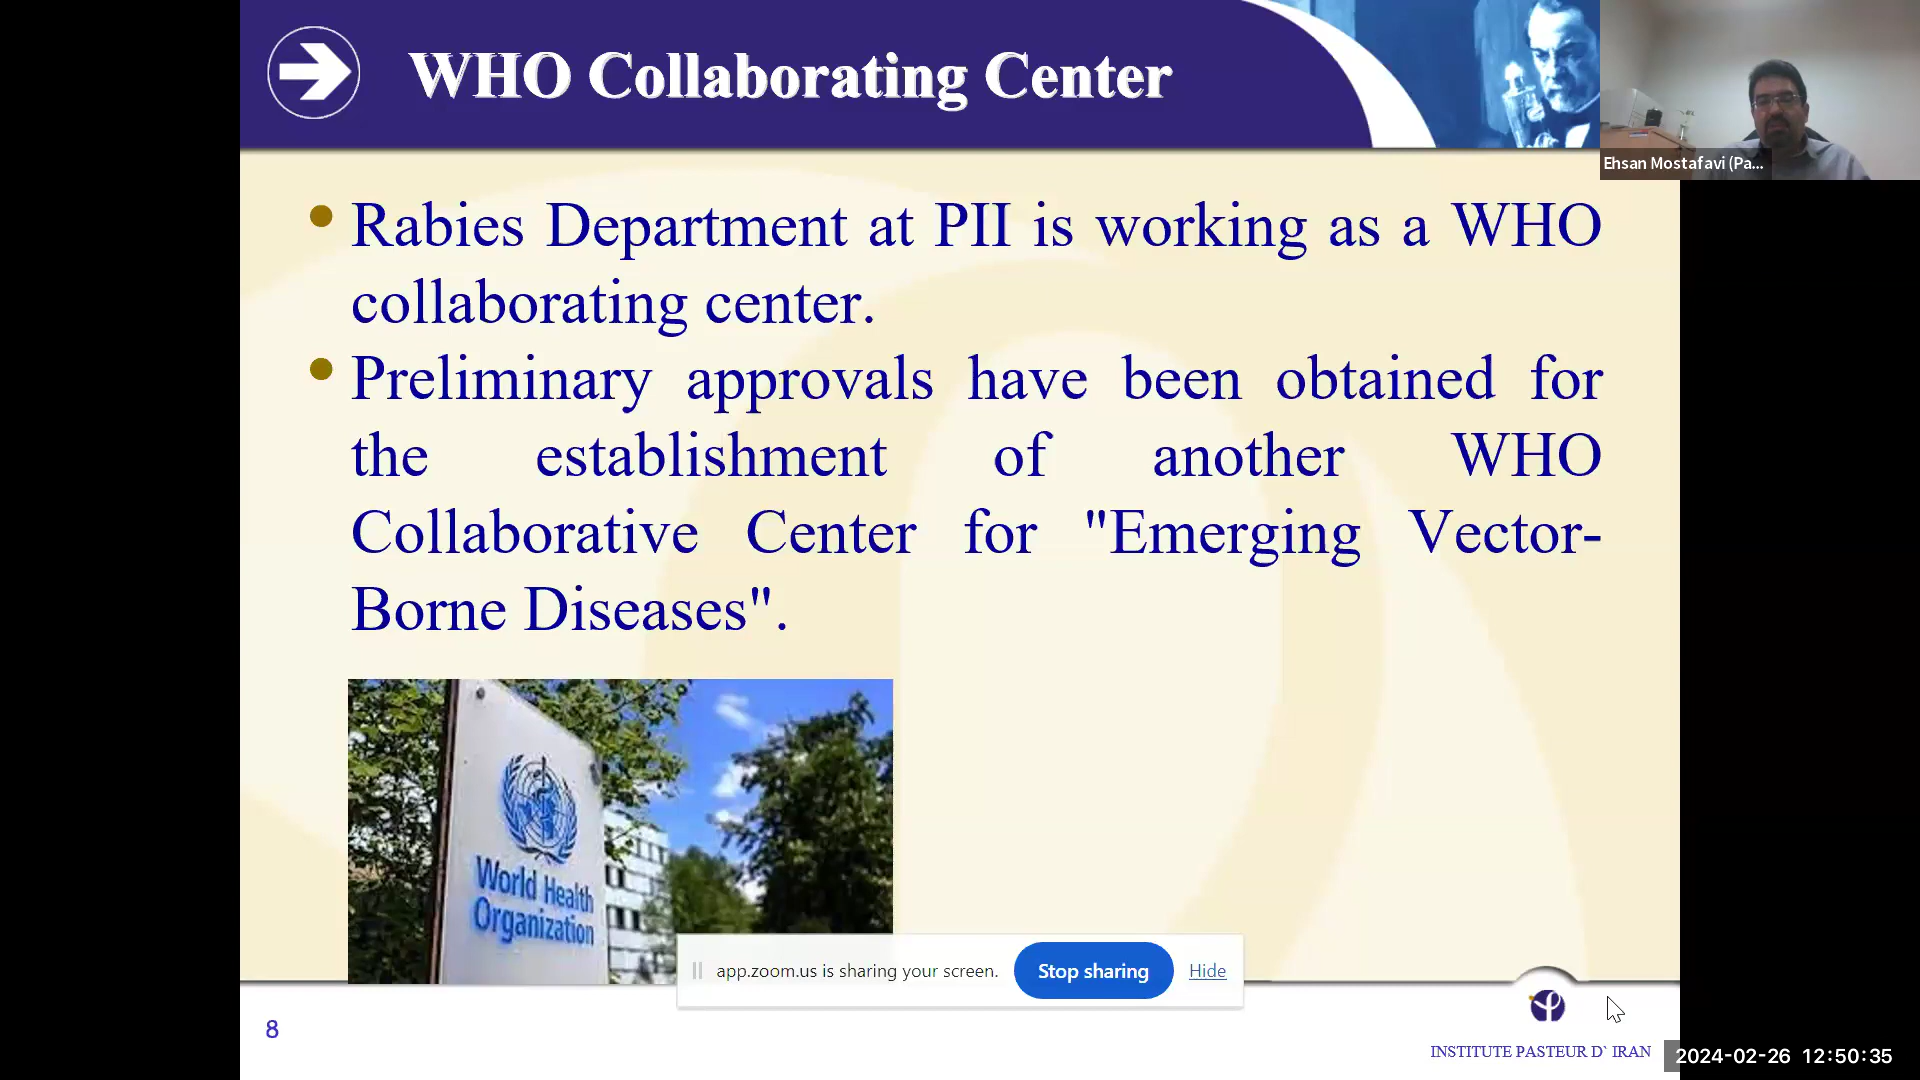 WHO Collaborating Center
Ehsan Mostafavi (Pa...
• Rabies Department at PII is working as a WHO
collaborating center.
• Preliminary approvals have been obtained for
the establishment of another WHO
Collaborative Center for "Emerging Vector-
Borne Diseases".
World Health
Organization
app.zoom.us is sharing your screen.
Stop sharing
Hide
8
INSTITUTE PASTEUR D` IRAN
2024-02-26 12:50:35